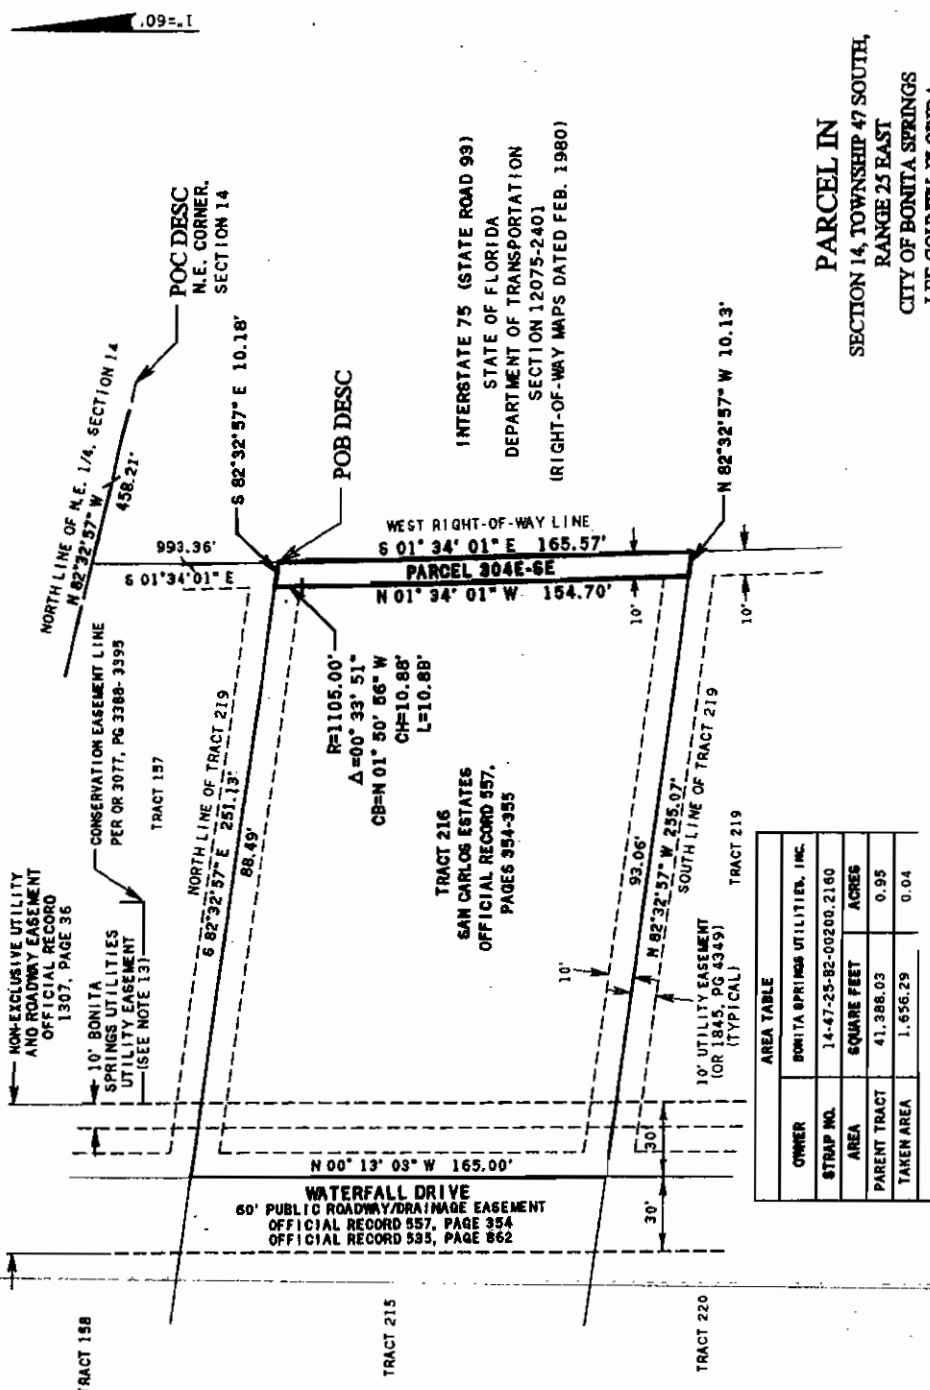 1"=60'
PARCEL IN
SECTION 14, TOWNSHIP 47 SOUTH,
RANGE 25 EAST
CITY OF BONITA SPRINGS
POC DESC
N.E. CORNER,
SECTION 14
NORTH LINE OF N.E. 1/4, SECTION 14
N 82°32'57" W
458.21'
993.36'
S 01°34'01" E
S 82°32'57" E 10.18'
POB DESC
INTERSTATE 75 (STATE ROAD 93)
STATE OF FLORIDA
DEPARTMENT OF TRANSPORTATION
SECTION 12075-2401
(RIGHT-OF-WAY MAPS DATED FEB. 1980)
WEST RIGHT-OF-WAY LINE
S 01° 34' 01" E 165.57'
PARCEL 304E-SE
N 01° 34' 01" W 154.70'
N 82°32'57" W 10.13'
10'
10'
R=1105.00'
Δ=00° 33' 51"
CB=N 01° 50' 56" W
CH=10.88'
L=10.88'
CONSERVATION EASEMENT LINE
PER OR 3077, PG 3388- 3395
TRACT 157
NORTH LINE OF TRACT 219
S 82°32'57" E 251.13'
88.49'
TRACT 216
SAN CARLOS ESTATES
OFFICIAL RECORD 557,
PAGES 354-355
93.06'
N 82°32'57" W 255.07'
SOUTH LINE OF TRACT 219
TRACT 219
10'
10' UTILITY EASEMENT
(OR 1845, PG 4349)
(TYPICAL)
NON-EXCLUSIVE UTILITY
AND ROADWAY EASEMENT
OFFICIAL RECORD
1307, PAGE 36
10' BONITA
SPRINGS UTILITIES
UTILITY EASEMENT
(SEE NOTE 13)
N 00° 13' 03" W 165.00'
WATERFALL DRIVE
60' PUBLIC ROADWAY/DRAINAGE EASEMENT
OFFICIAL RECORD 557, PAGE 354
OFFICIAL RECORD 535, PAGE 862
30'
30'
TRACT 158
TRACT 215
TRACT 220
AREA TABLE
OWNER BONITA SPRINGS UTILITIES, INC.
STRAP NO. 14-47-25-B2-00200.2160
AREA SQUARE FEET ACRES
PARENT TRACT 41,388.03 0.95
TAKEN AREA 1,656.29 0.04